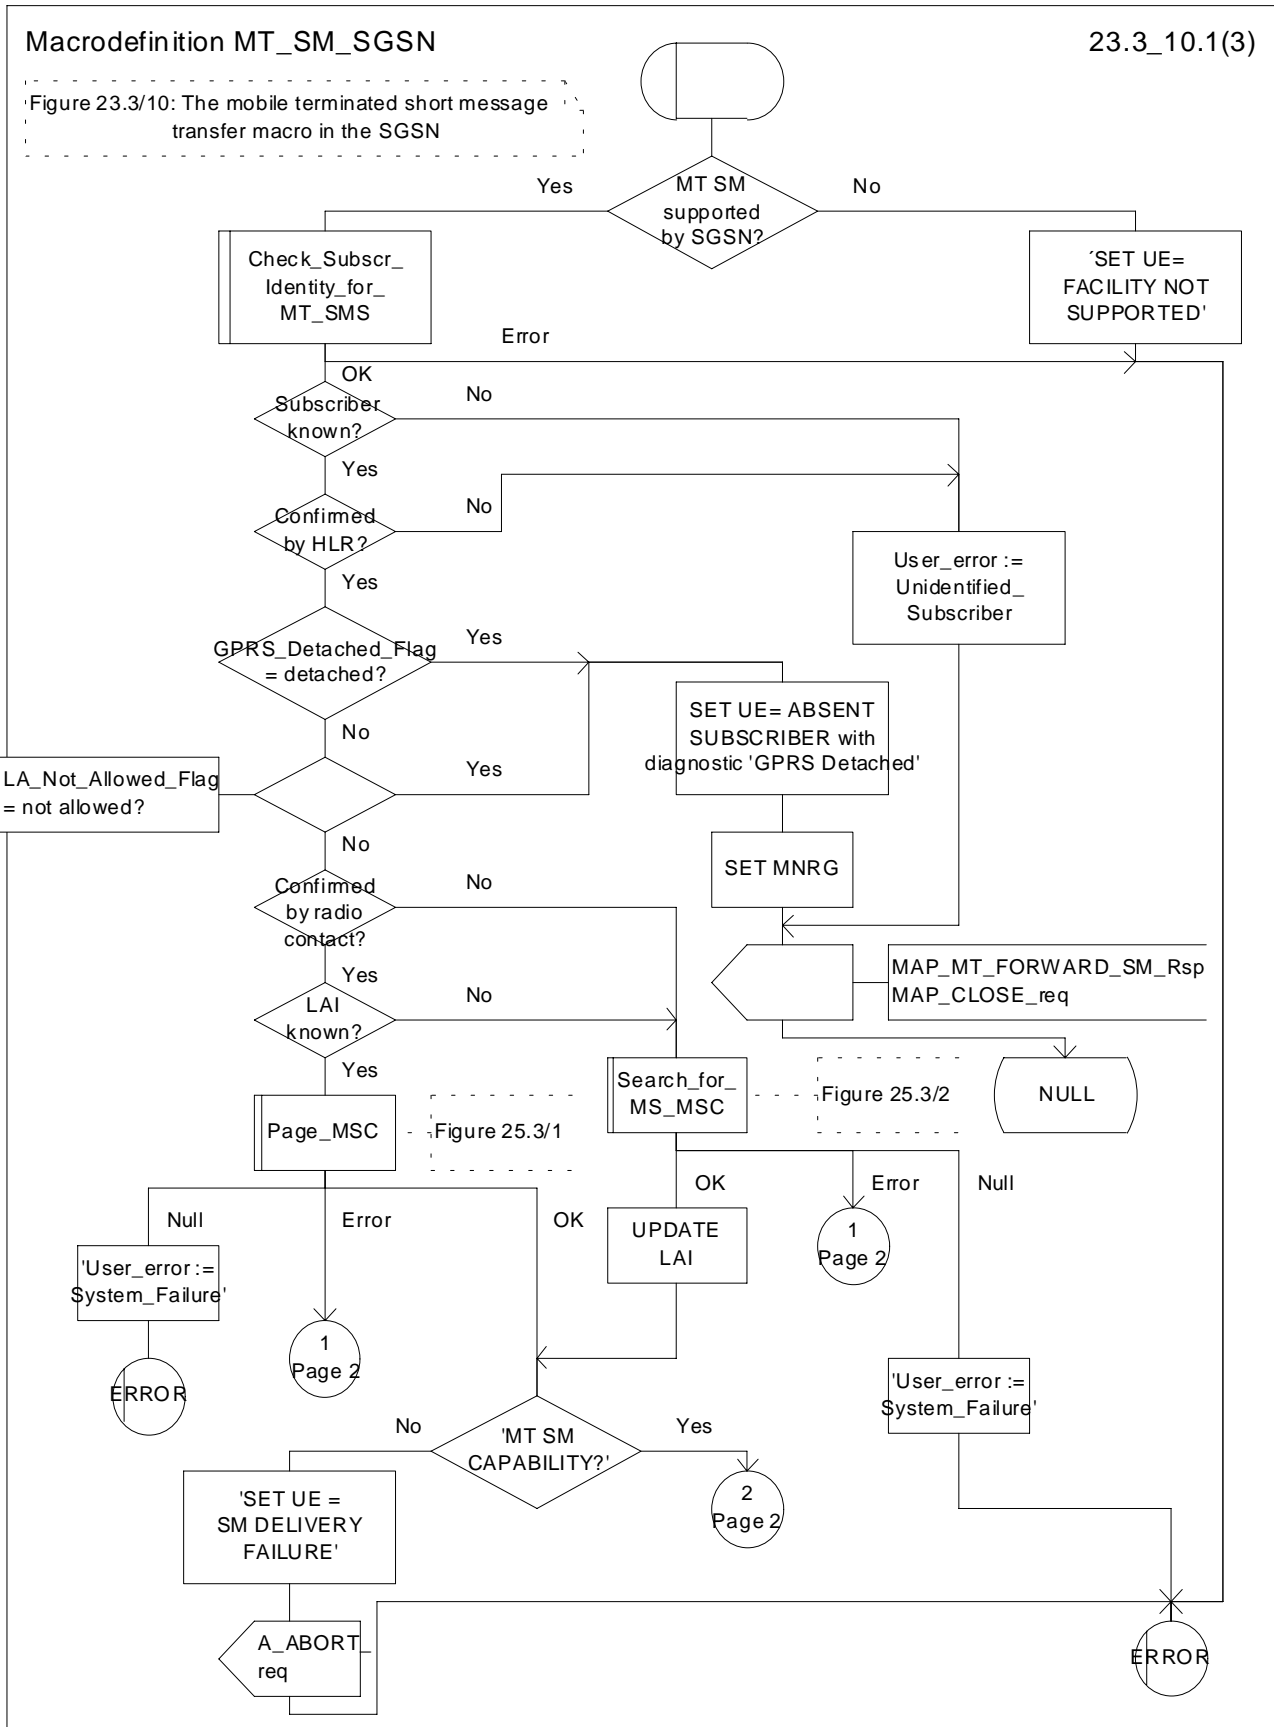 Macrodefinition MT_SM_SGSN
23.3_10.1(3)
Figure 23.3/10: The mobile terminated short message
transfer macro in the SGSN
MT SM
supported
by SGSN?
Yes
No
Check_Subscr_
Identity_for_
MT_SMS
´SET UE=
FACILITY NOT
SUPPORTED'
Error
OK
Subscriber
known?
No
Yes
Confirmed
by HLR?
No
Yes
User_error :=
Unidentified_
Subscriber
GPRS_Detached_Flag
= detached?
Yes
No
SET UE= ABSENT
SUBSCRIBER with
diagnostic 'GPRS Detached'
LA_Not_Allowed_Flag
= not allowed?
Yes
No
SET MNRG
Confirmed
by radio
contact?
No
Yes
MAP_MT_FORWARD_SM_Rsp
MAP_CLOSE_req
LAI
known?
No
Yes
Search_for_
MS_MSC
Figure 25.3/2
NULL
Page_MSC
Figure 25.3/1
OK
Error
Null
Null
Error
OK
UPDATE
LAI
1
Page 2
'User_error :=
System_Failure'
1
Page 2
ERROR
'User_error :=
System_Failure'
No
'MT SM
CAPABILITY?'
Yes
'SET UE =
SM DELIVERY
FAILURE'
2
Page 2
A_ABORT_
req
ERROR